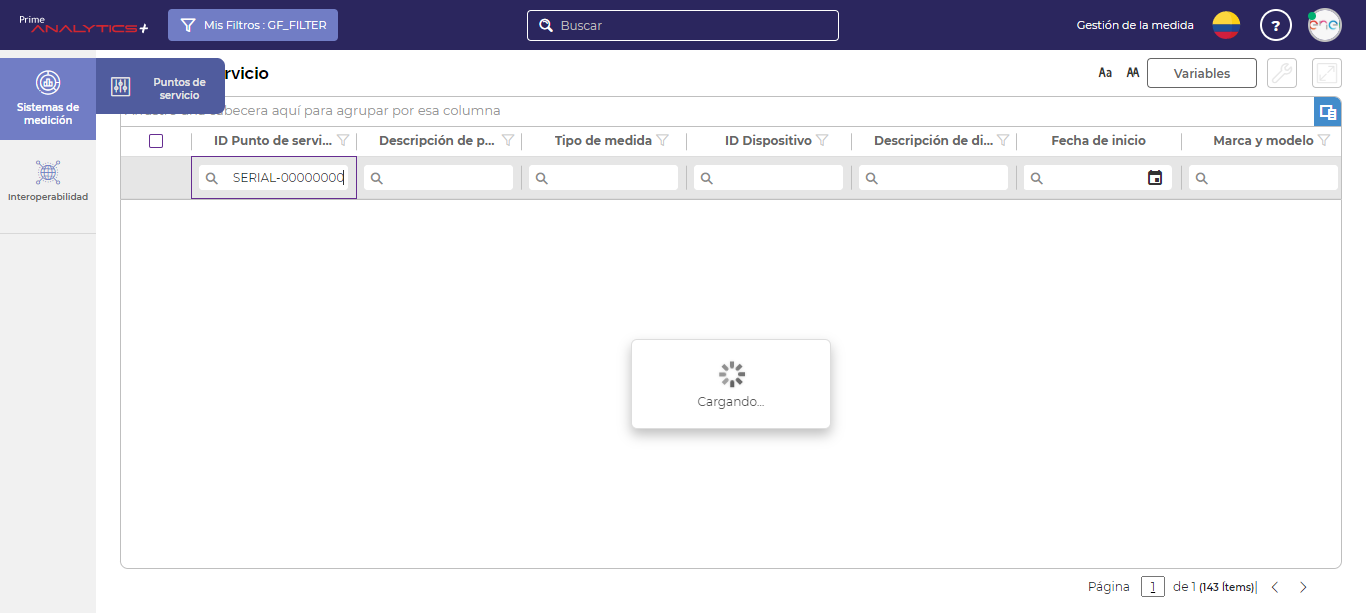 Prime
ANALYTICS+
Mis Filtros : GF_FILTER
Buscar
Gestión de la medida
?
ene
Sistemas de
medición
Puntos de
servicio
rvicio
Aa
AA
Variables
cabecera aquí para agrupar por esa columna
ID Punto de servi...
Descripción de p...
Tipo de medida
ID Dispositivo
Descripción de di...
Fecha de inicio
Marca y modelo
SERIAL-00000000
Interoperabilidad
Cargando...
Página 1 de 1 (143 Ítems)